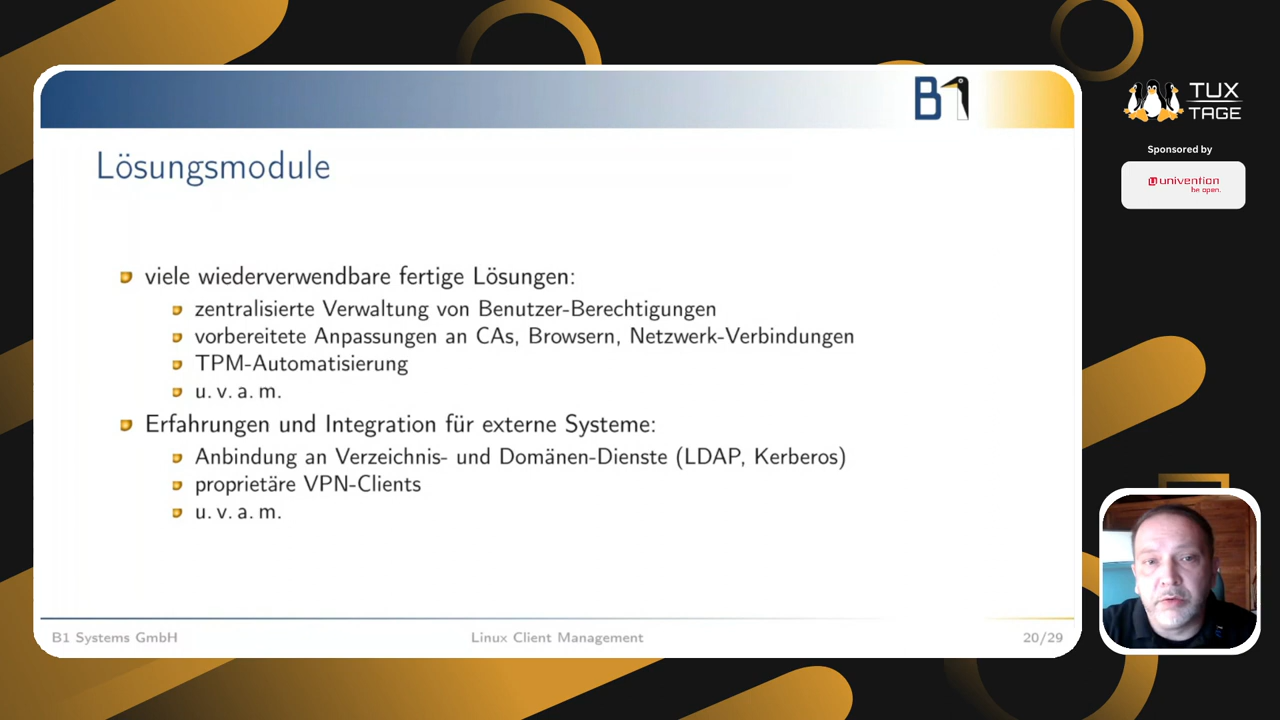 B1
TUX
TAGE
Sponsored by
univention
be open.
Lösungsmodule
viele wiederverwendbare fertige Lösungen:
zentralisierte Verwaltung von Benutzer-Berechtigungen
vorbereitete Anpassungen an CAs, Browsern, Netzwerk-Verbindungen
TPM-Automatisierung
u. v. a. m.
Erfahrungen und Integration für externe Systeme:
Anbindung an Verzeichnis- und Domänen-Dienste (LDAP, Kerberos)
proprietäre VPN-Clients
u. v. a. m.
B1 Systems GmbH
Linux Client Management
20/29